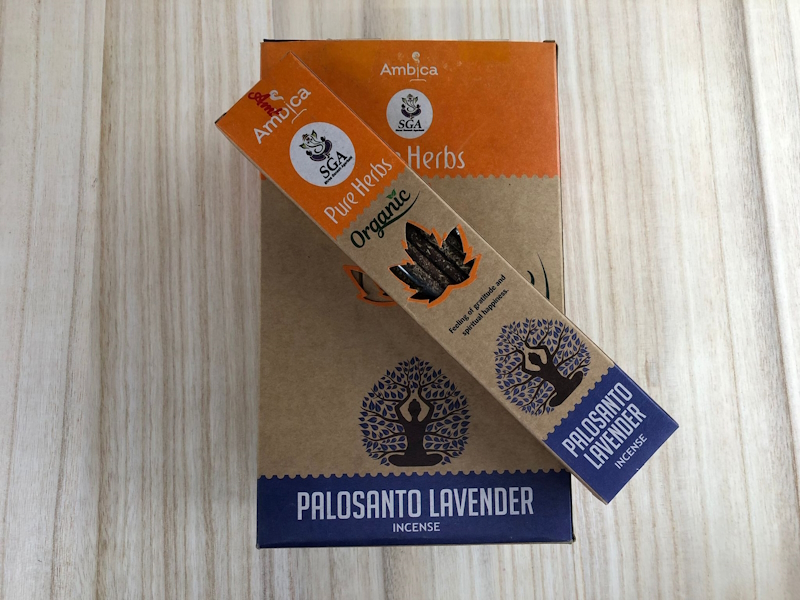 Ambica
SGA
Herbs
PALOSANTO LAVENDER
INCENSE
Ambica
SGA
Pure Herbs
Organic
Feeling of gratitude and
spiritual happiness.
PALOSANTO
LAVENDER
INCENSE